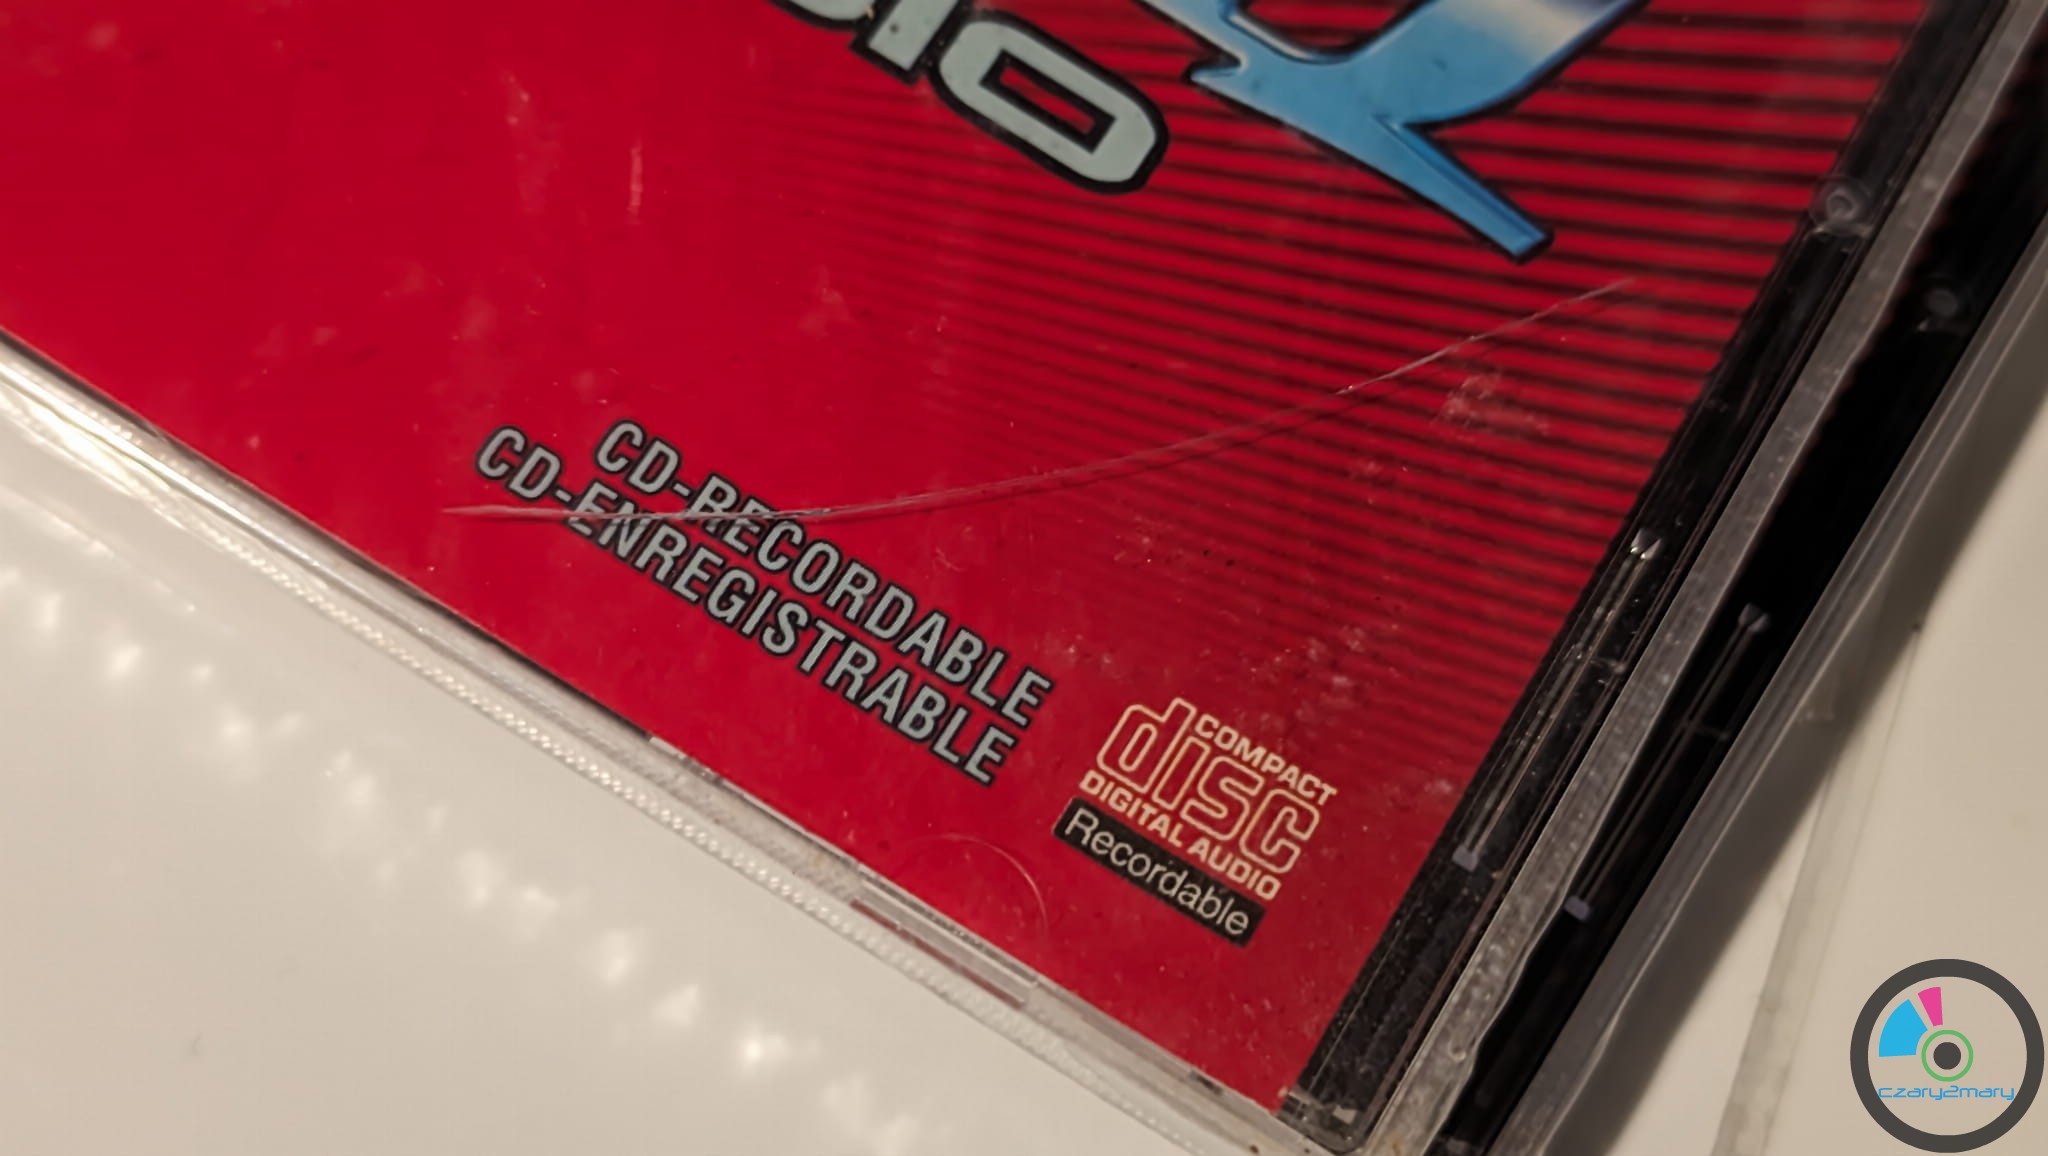 CD-RECORDABLE
CD-ENREGISTRABLE
COMPACT
disc
DIGITAL AUDIO
Recordable
czary2mary